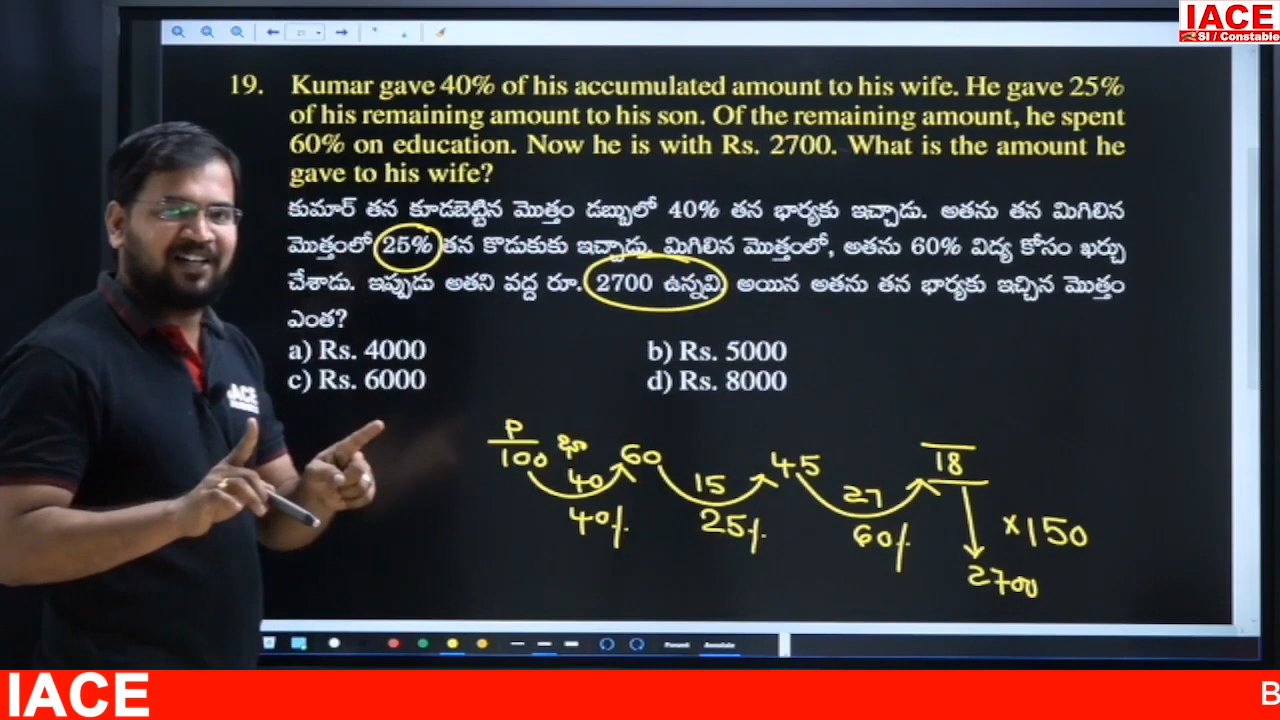 IACE
SI / Constable
21
19. Kumar gave 40% of his accumulated amount to his wife. He gave 25%
of his remaining amount to his son. Of the remaining amount, he spent
60% on education. Now he is with Rs. 2700. What is the amount he
gave to his wife?
కుమార్ తన కూడబెట్టిన మొత్తం డబ్బులో 40% తన భార్యకు ఇచ్చాడు. అతను తన మిగిలిన
మొత్తంలో 25% తన కొడుకుకు ఇచ్చాడు. మిగిలిన మొత్తంలో, అతను 60% విద్య కోసం ఖర్చు
చేశాడు. ఇప్పుడు అతని వద్ద రూ. 2700 ఉన్నవి. అయిన అతను తన భార్యకు ఇచ్చిన మొత్తం
ఎంత?
a) Rs. 4000 b) Rs. 5000
c) Rs. 6000 d) Rs. 8000
P భా
100 40 60 15 45 27 18
40% 25% 60% ×150
2700
IACE
Present Annotate
IACE B